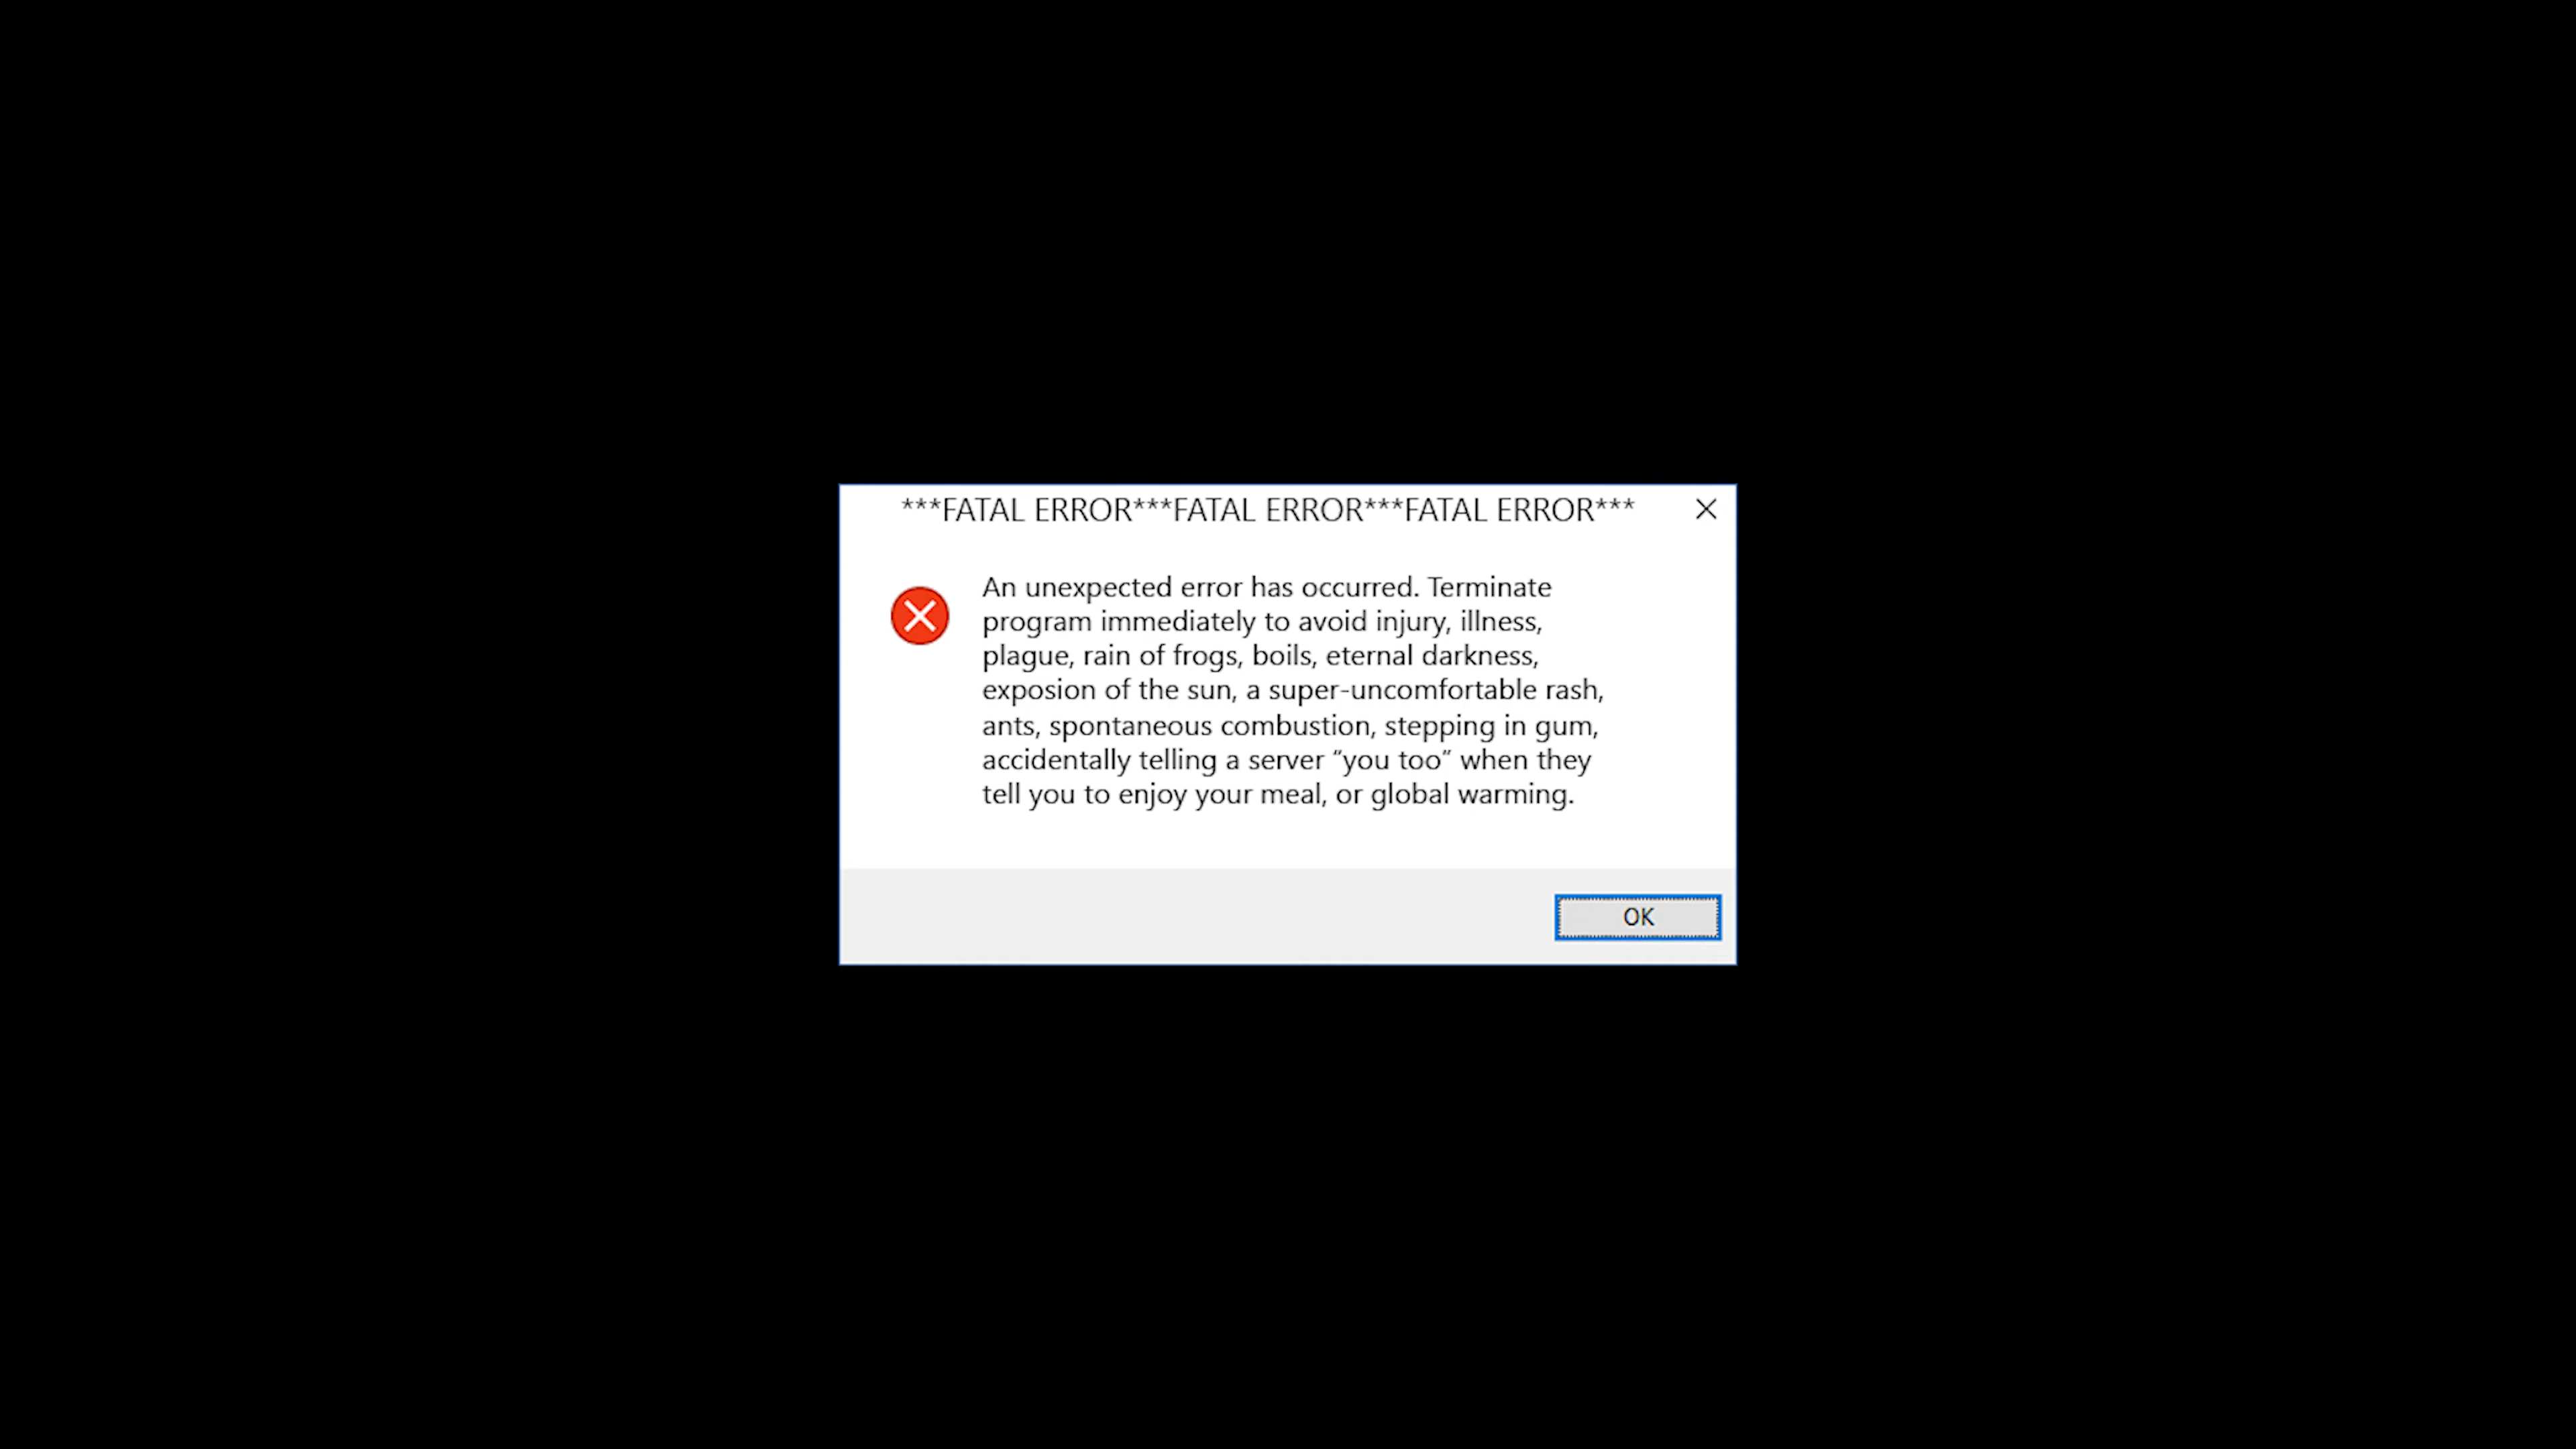 ***FATAL ERROR***FATAL ERROR***FATAL ERROR***
An unexpected error has occurred. Terminate
program immediately to avoid injury, illness,
plague, rain of frogs, boils, eternal darkness,
exposion of the sun, a super-uncomfortable rash,
ants, spontaneous combustion, stepping in gum,
accidentally telling a server “you too” when they
tell you to enjoy your meal, or global warming.
OK